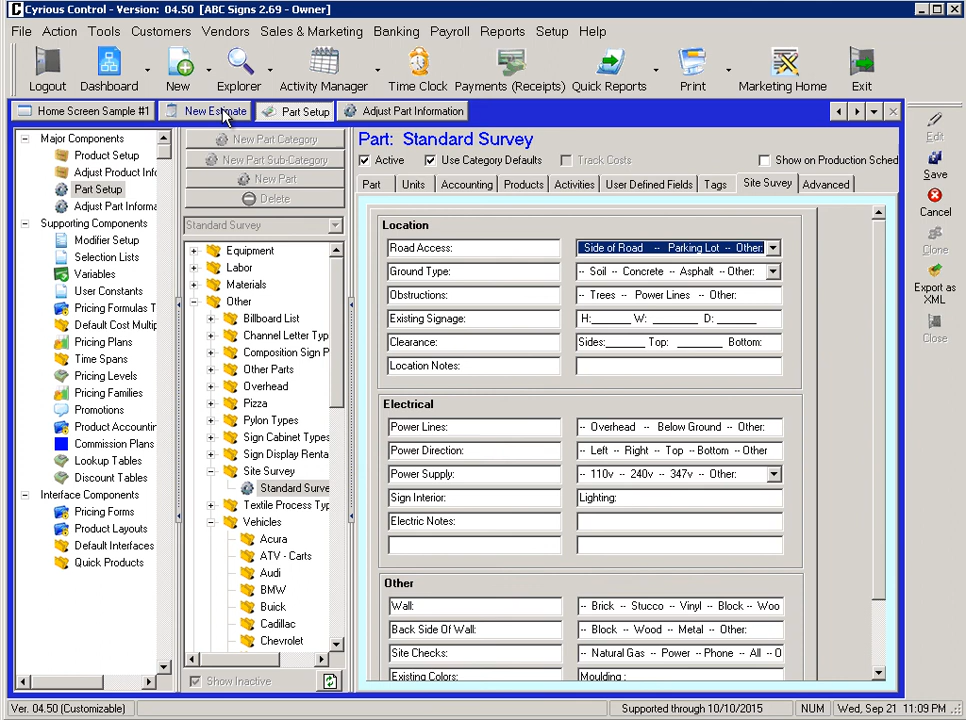 Cyrious Control - Version: 04.50 [ABC Signs 2.69 - Owner]
File Action Tools Customers Vendors Sales & Marketing Banking Payroll Reports Setup Help
Logout Dashboard New Explorer Activity Manager Time Clock Payments (Receipts) Quick Reports Print Marketing Home Exit
Home Screen Sample #1 New Estimate Part Setup Adjust Part Information
Major Components
Product Setup
Adjust Product Info
Part Setup
Adjust Part Informa
Supporting Components
Modifier Setup
Selection Lists
Variables
User Constants
Pricing Formulas T
Default Cost Multip
Pricing Plans
Time Spans
Pricing Levels
Pricing Families
Promotions
Product Accountin
Commission Plans
Lookup Tables
Discount Tables
Interface Components
Pricing Forms
Product Layouts
Default Interfaces
Quick Products
New Part Category
New Part Sub-Category
New Part
Delete
Standard Survey
Equipment
Labor
Materials
Other
Billboard List
Channel Letter Typ
Composition Sign P
Other Parts
Overhead
Pizza
Pylon Types
Sign Cabinet Types
Sign Display Renta
Site Survey
Standard Surve
Textile Process Typ
Vehicles
Acura
ATV - Carts
Audi
BMW
Buick
Cadillac
Chevrolet
Show Inactive
Part: Standard Survey
Active Use Category Defaults Track Costs Show on Production Sched
Part Units Accounting Products Activities User Defined Fields Tags Site Suvey Advanced
Location
Road Access: Side of Road -- Parking Lot -- Other:
Ground Type: -- Soil -- Concrete -- Asphalt -- Other:
Obstructions: -- Trees -- Power Lines -- Other:
Existing Signage: H:______ W: _______ D: ______
Clearance: Sides:______ Top: _______ Bottom:
Location Notes:
Electrical
Power Lines: -- Overhead -- Below Ground -- Other:
Power Direction: -- Left -- Right -- Top -- Bottom -- Other
Power Supply: -- 110v -- 240v -- 347v -- Other:
Sign Interior: Lighting:
Electric Notes:
Other
Wall: -- Brick -- Stucco -- Vinyl -- Block -- Woo
Back Side Of Wall: -- Block -- Wood -- Metal -- Other:
Site Checks: -- Natural Gas -- Power -- Phone -- All -- O
Existing Colors: Moulding :
Edit
Save
Cancel
Clone
Export as
XML
Close
Ver. 04.50 (Customizable) Supported through 10/10/2015 NUM Wed, Sep 21 11:09 PM